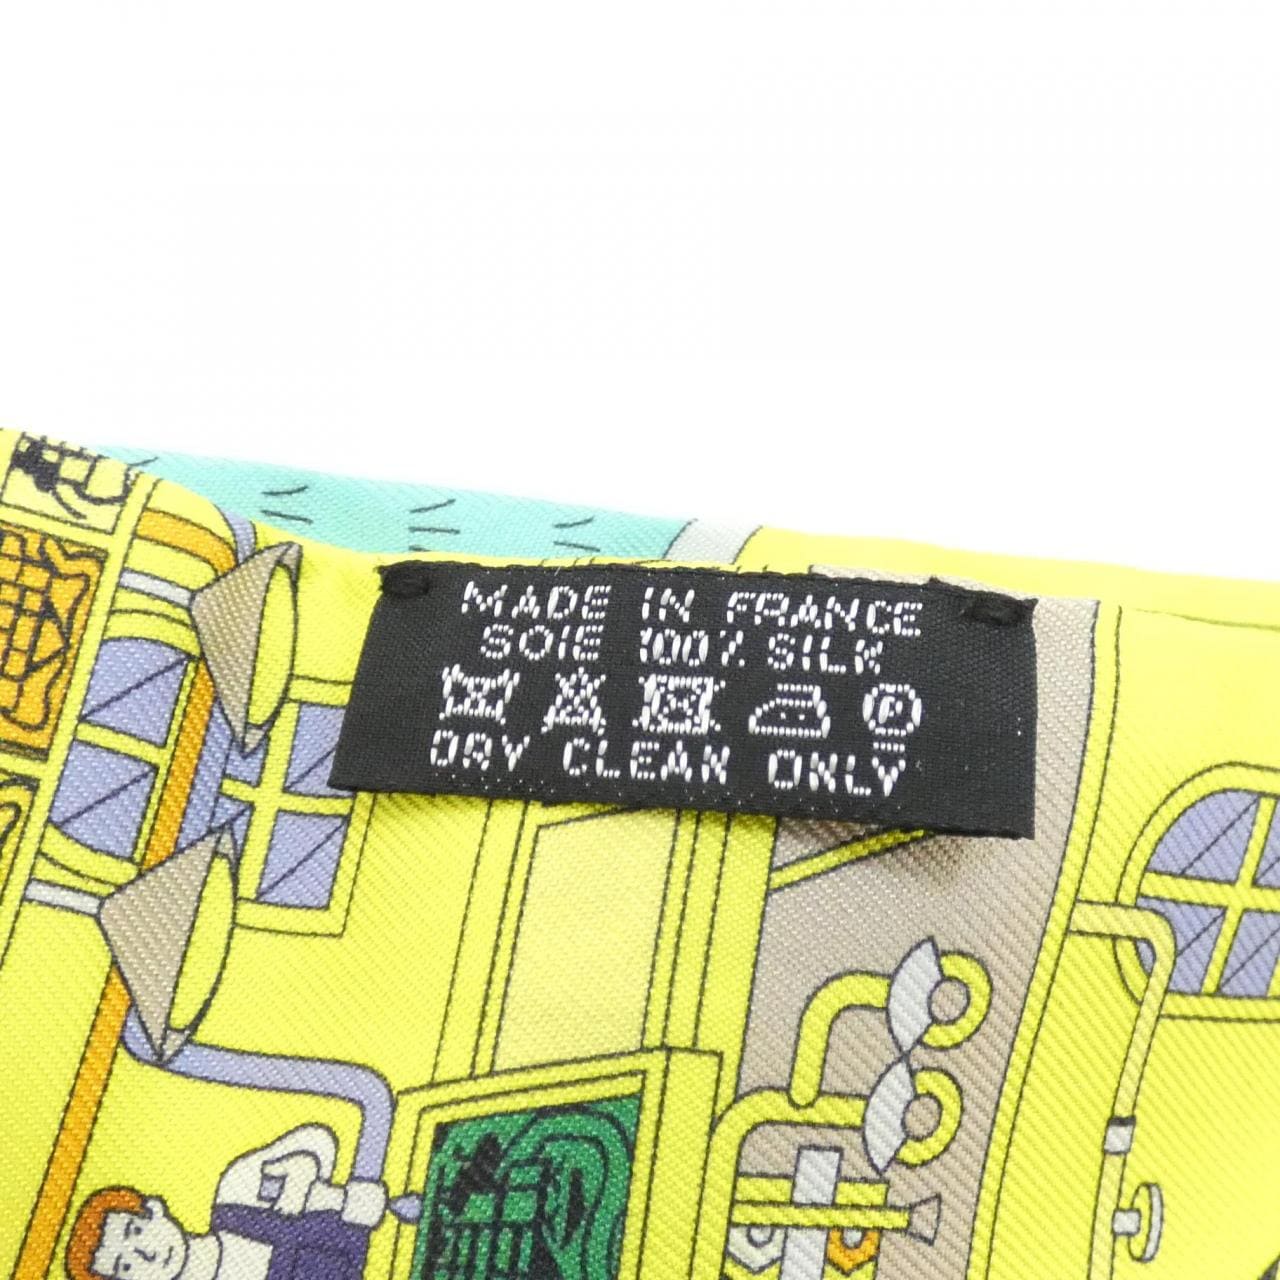 MADE IN FRANCE
SOIE 100% SILK
P
DRY CLEAN ONLY